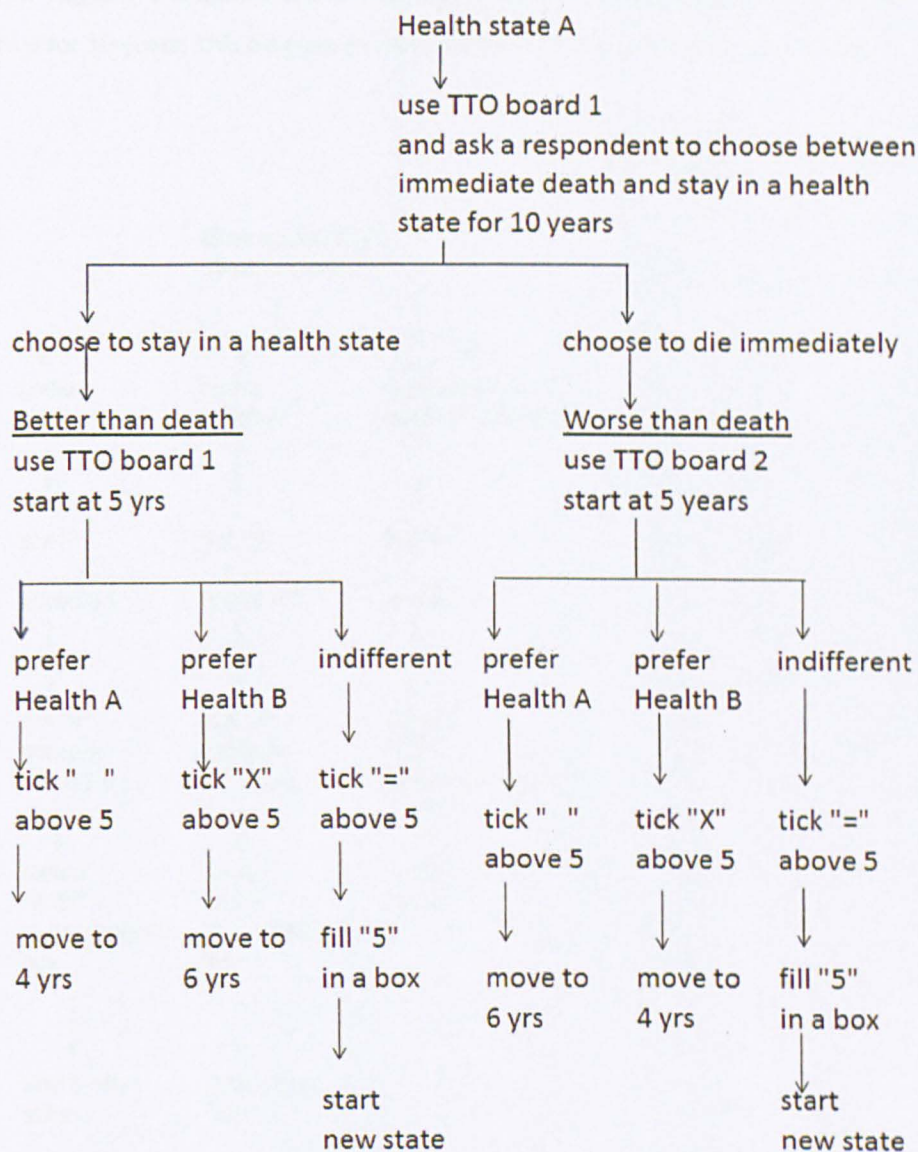 Health state A
use TTO board 1
and ask a respondent to choose between
immediate death and stay in a health
state for 10 years
choose to stay in a health state
Better than death
use TTO board 1
start at 5 yrs
prefer
Health A
tick "   "
above 5
move to
4 yrs
prefer
Health B
tick "X"
above 5
move to
6 yrs
indifferent
tick "="
above 5
fill "5"
in a box
start
new state
choose to die immediately
Worse than death
use TTO board 2
start at 5 years
prefer
Health A
tick "  "
above 5
move to
6 yrs
prefer
Health B
tick "X"
above 5
move to
4 yrs
indifferent
tick "="
above 5
fill "5"
in a box
start
new state